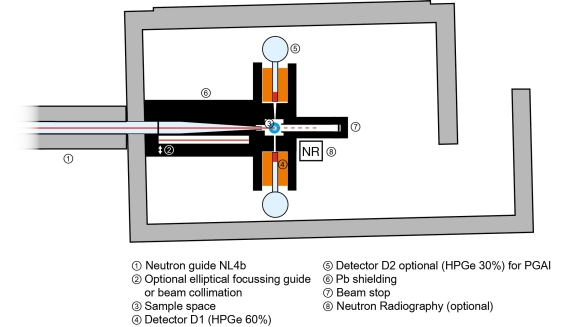 ⑤
⑥
③
⑦
②
④
NR ⑧
①
① Neutron guide NL4b
② Optional elliptical focussing guide
or beam collimation
③ Sample space
④ Detector D1 (HPGe 60%)
⑤ Detector D2 optional (HPGe 30%) for PGAI
⑥ Pb shielding
⑦ Beam stop
⑧ Neutron Radiography (optional)